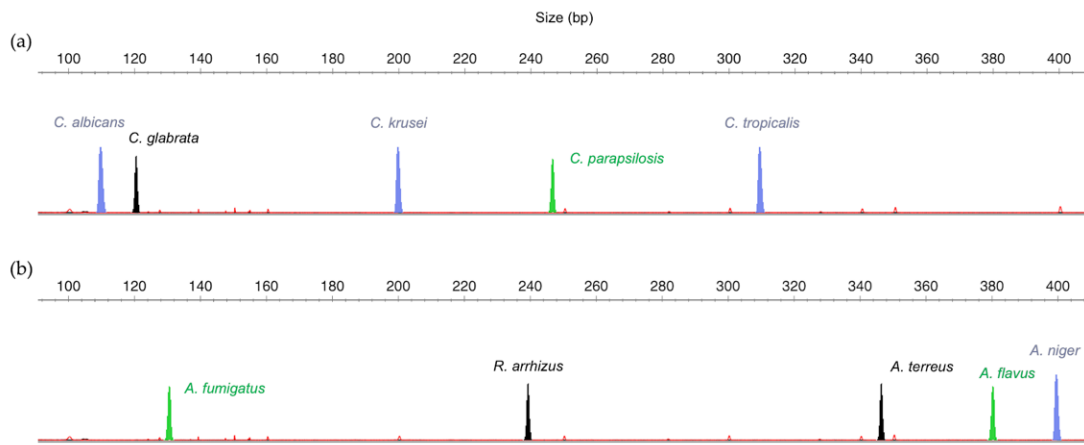 Size (bp)
(a)
100 120 140 160 180 200 220 240 260 280 300 320 340 360 380 400
C. albicans C. krusei C. tropicalis
C. glabrata
C. parapsilosis
(b)
100 120 140 160 180 200 220 240 260 280 300 320 340 360 380 400
A. niger
R. arrhizus A. terreus A. flavus
A. fumigatus